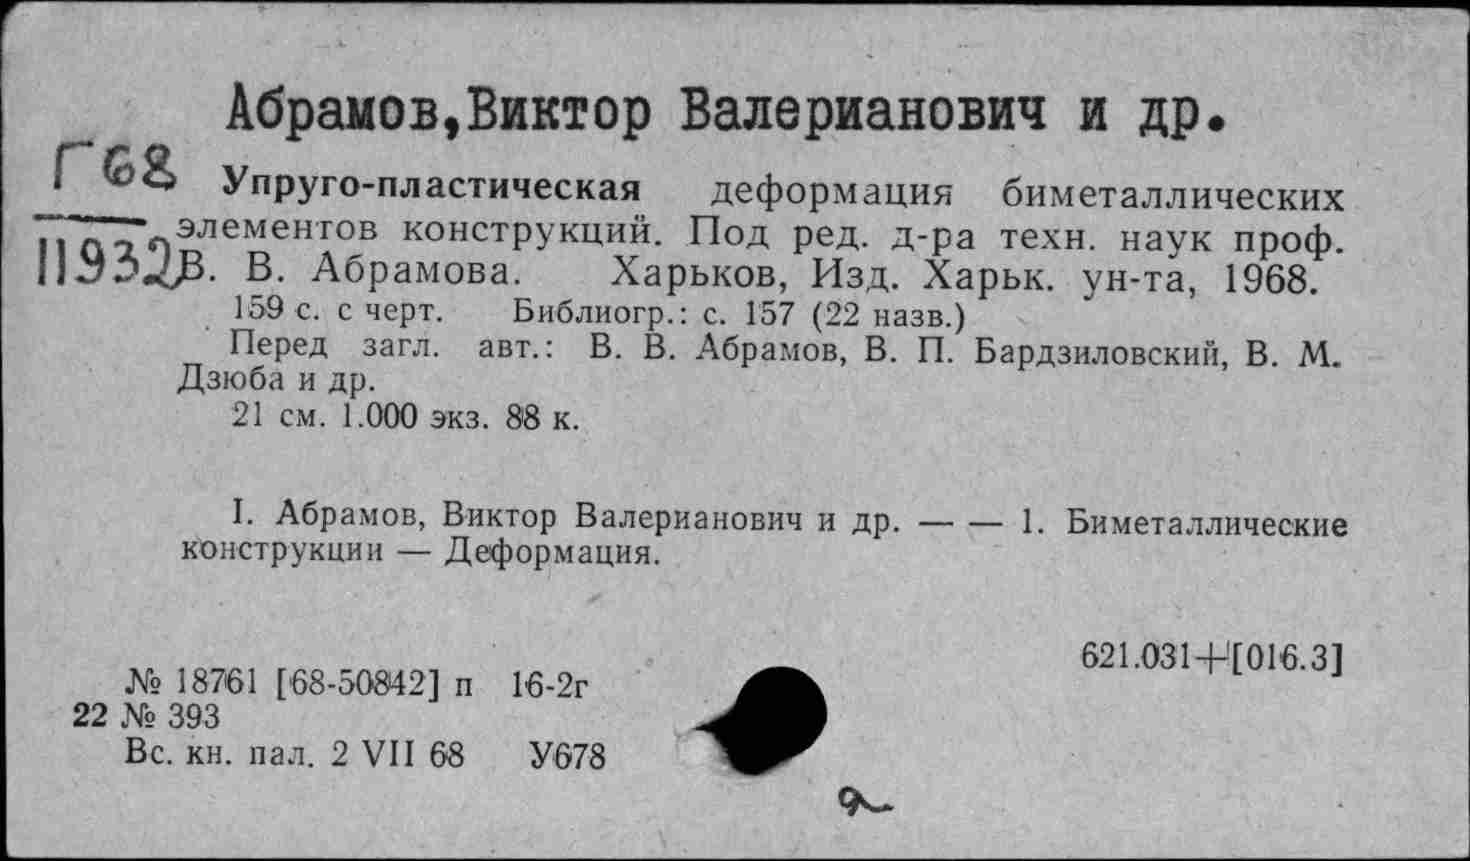 Абрамов,Виктор Валерианович и др.
Г68
Упруго-пластическая деформация биметаллических
элементов конструкций. Под ред. д-ра техн. наук проф.
11932
В. В. Абрамова. Харьков, Изд. Харьк. ун-та, 1968.
159 с. с черт. Библиогр.: с. 157 (22 назв.)
Перед загл. авт.: В. В. Абрамов, В. П. Бардзиловский, В. М.
Дзюба и др.
21 см. 1.000 экз. 88 к.
I. Абрамов, Виктор Валерианович и др. — — 1. Биметаллические
конструкции — Деформация.
621.031+[016.3]
№ 18761 [68-50842] п 16-2г
22 № 393
Вс. кн. пал. 2 VII 68 У678